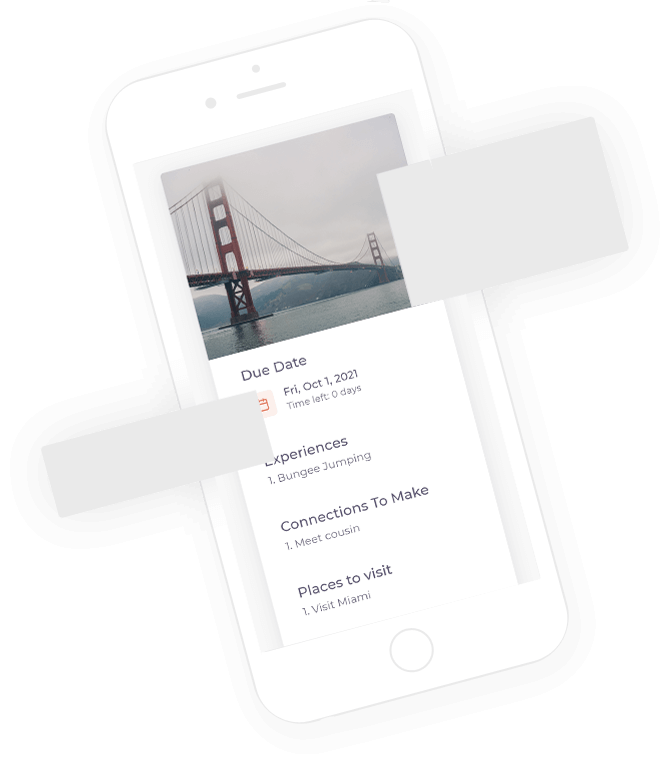 Due Date
Fri, Oct 1, 2021
Time left: 0 days
Experiences
1. Bungee Jumping
Connections To Make
1. Meet cousin
Places to visit
1. Visit Miami